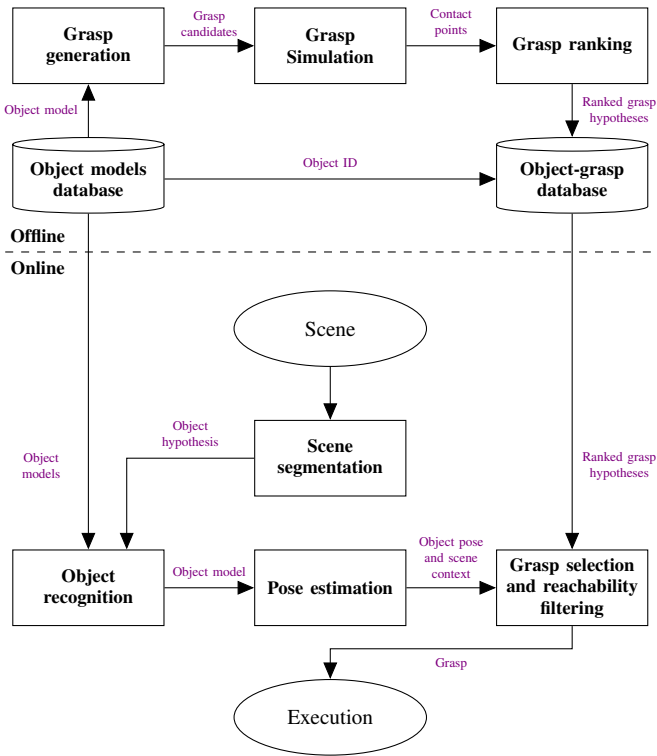 Grasp
generation
Grasp
candidates
Grasp
Simulation
Contact
points
Grasp ranking
Object model
Ranked grasp
hypotheses
Object models
database
Object ID
Object-grasp
database
Offline
Online
Scene
Object
hypothesis
Scene
segmentation
Object
models
Ranked grasp
hypotheses
Object
recognition
Object model
Pose estimation
Object pose
and scene
context
Grasp selection
and reachability
filtering
Grasp
Execution